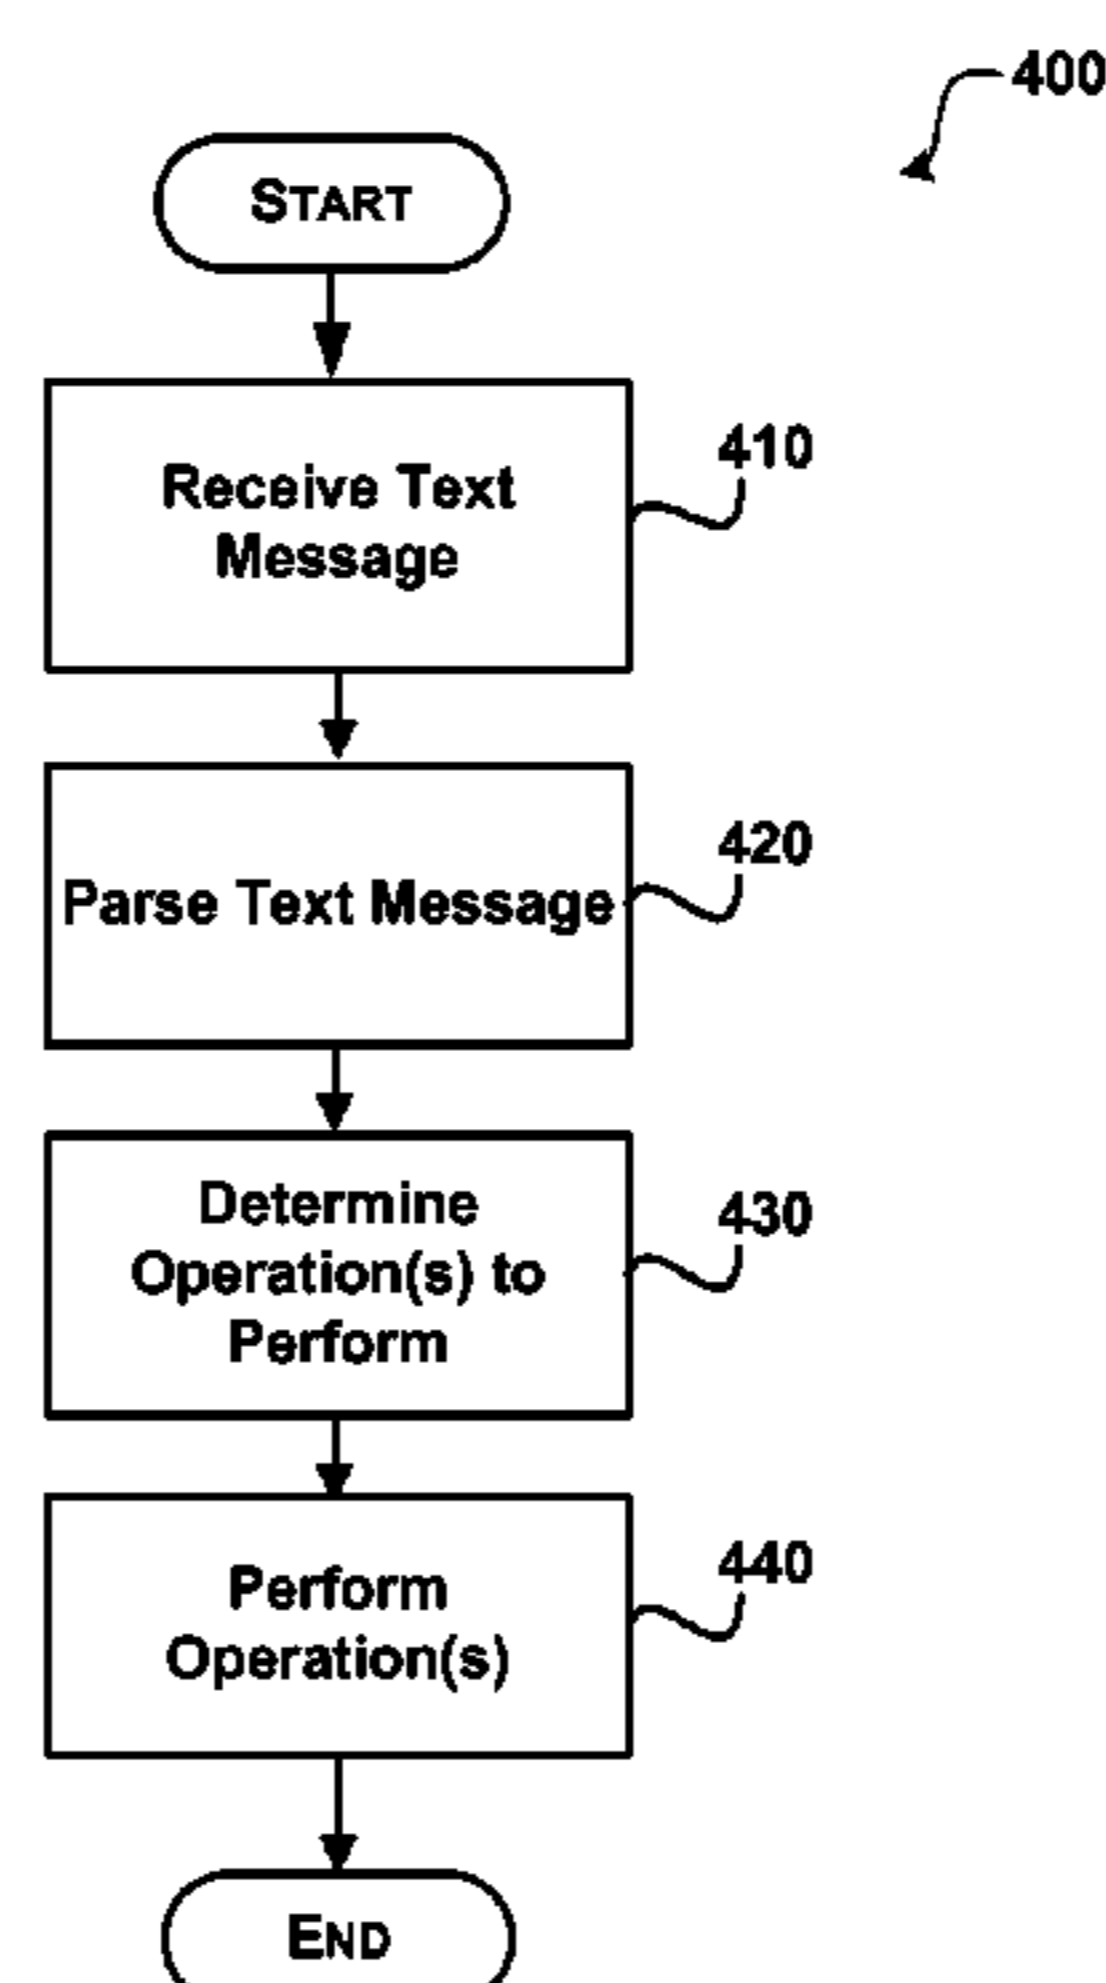 400
START
Receive Text
Message
410
Parse Text Message
420
Determine
Operation(s) to
Perform
430
Perform
Operation(s)
440
END